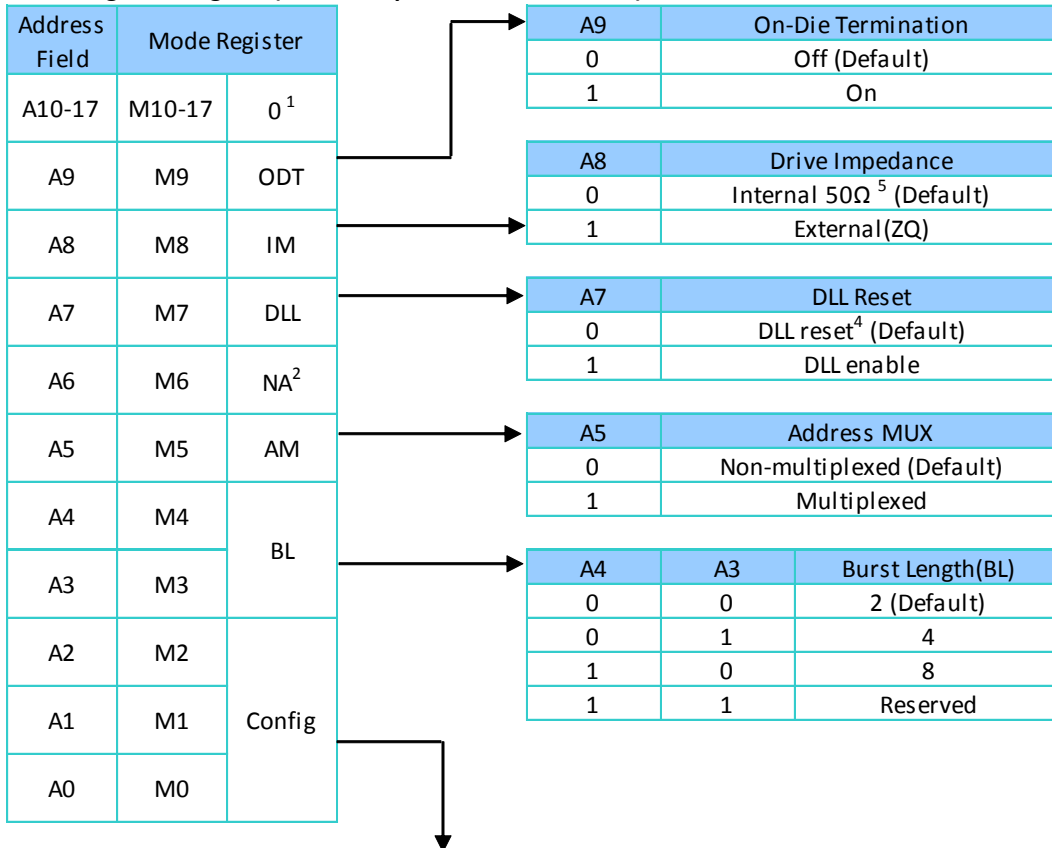 Address Field Mode Register
A10-17 M10-17 0¹
A9 M9 ODT
A8 M8 IM
A7 M7 DLL
A6 M6 NA²
A5 M5 AM
A4 M4
BL
A3 M3
A2 M2
A1 M1 Config
A0 M0
A9 On-Die Termination
0 Off (Default)
1 On
A8 Drive Impedance
0 Internal 50Ω ⁵ (Default)
1 External(ZQ)
A7 DLL Reset
0 DLL reset⁴ (Default)
1 DLL enable
A5 Address MUX
0 Non-multiplexed (Default)
1 Multiplexed
A4 A3 Burst Length(BL)
0 0 2 (Default)
0 1 4
1 0 8
1 1 Reserved